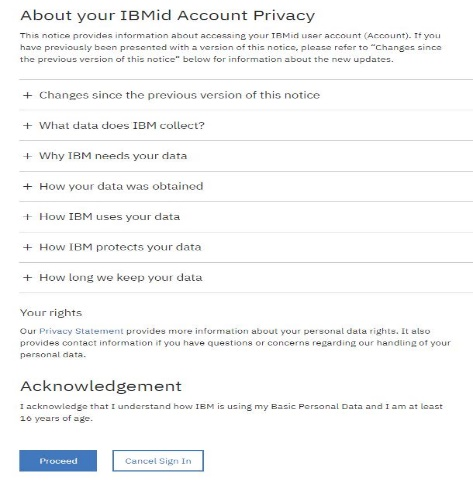 About your IBMid Account Privacy
This notice provides information about accessing your IBMid user account (Account). If you
have previously been presented with a version of this notice, please refer to “Changes since
the previous version of this notice” below for information about the new updates.
+ Changes since the previous version of this notice
+ What data does IBM collect?
+ Why IBM needs your data
+ How your data was obtained
+ How IBM uses your data
+ How IBM protects your data
+ How long we keep your data
Your rights
Our Privacy Statement provides more information about your personal data rights. It also
provides contact information if you have questions or concerns regarding our handling of your
personal data.
Acknowledgement
I acknowledge that I understand how IBM is using my Basic Personal Data and I am at least
16 years of age.
Proceed
Cancel Sign In